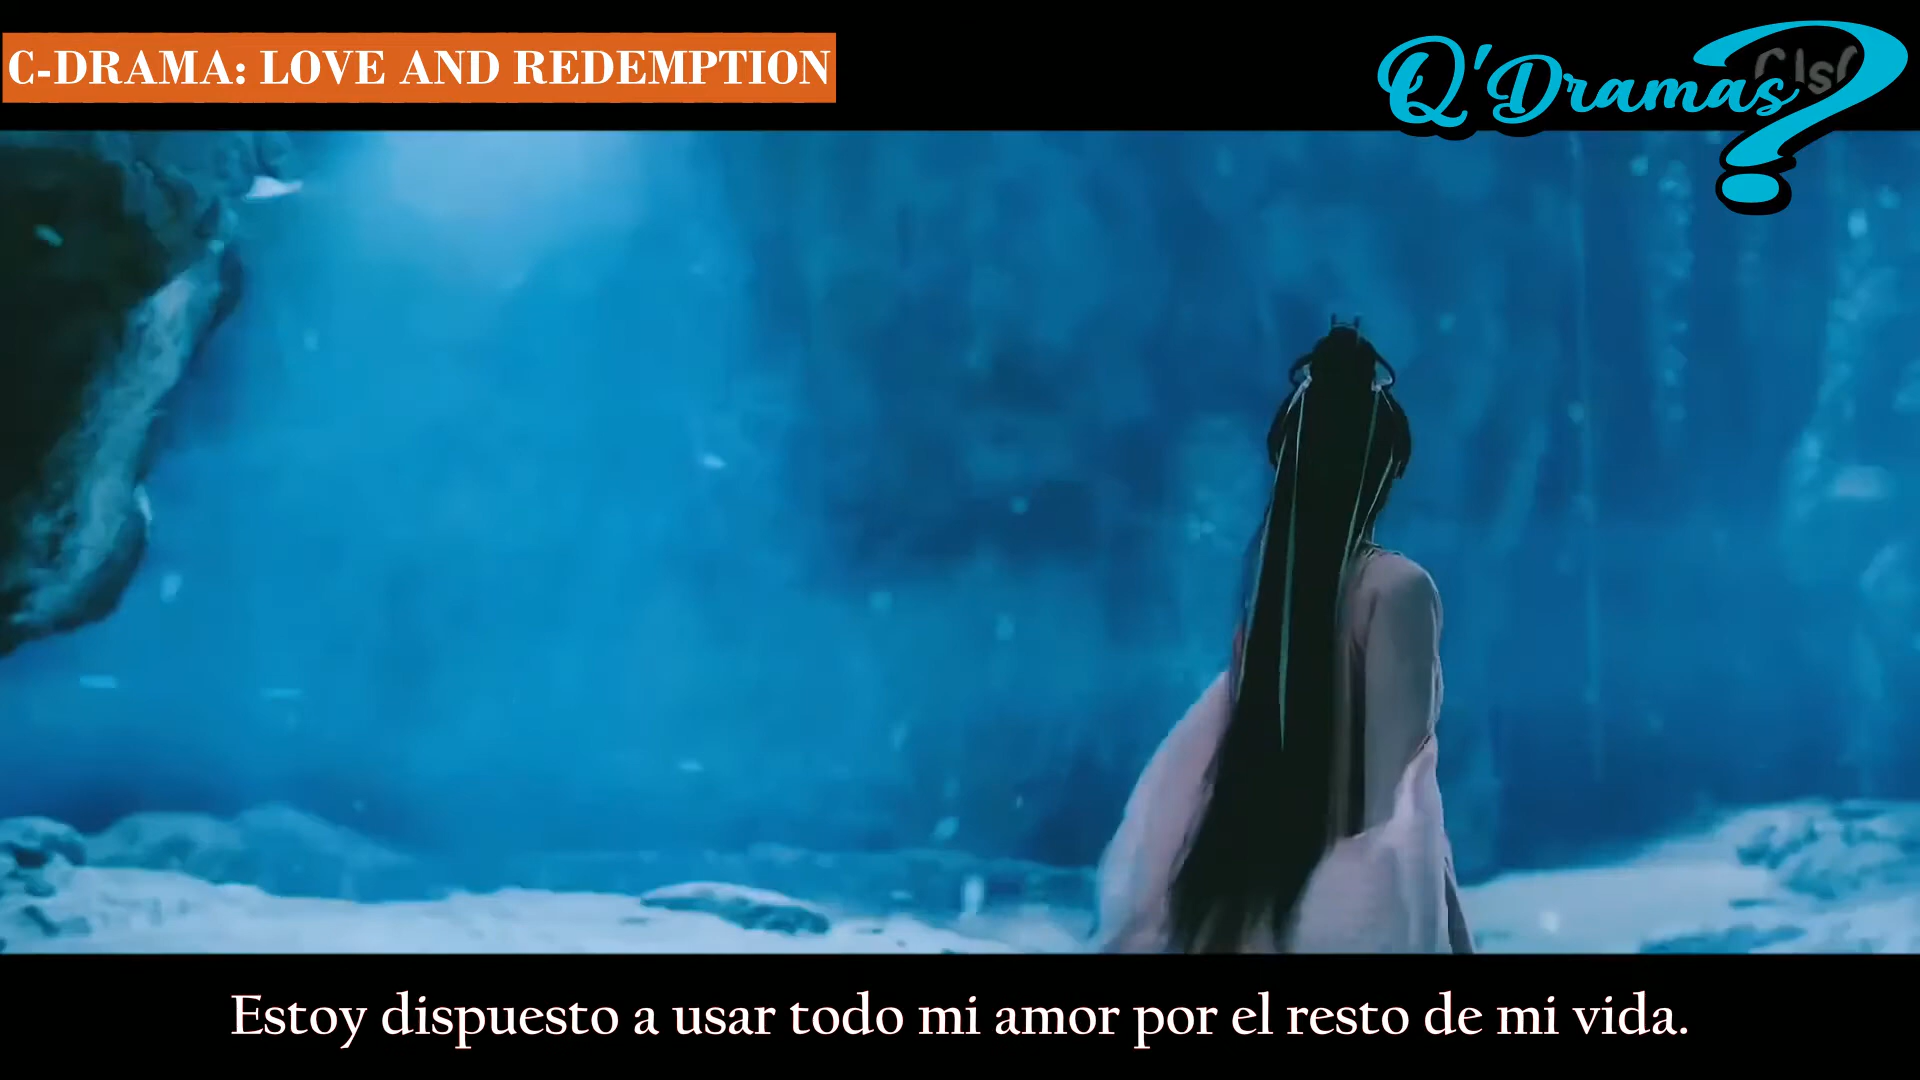 C-DRAMA: LOVE AND REDEMPTION
Q'Dramas?
Estoy dispuesto a usar todo mi amor por el resto de mi vida.